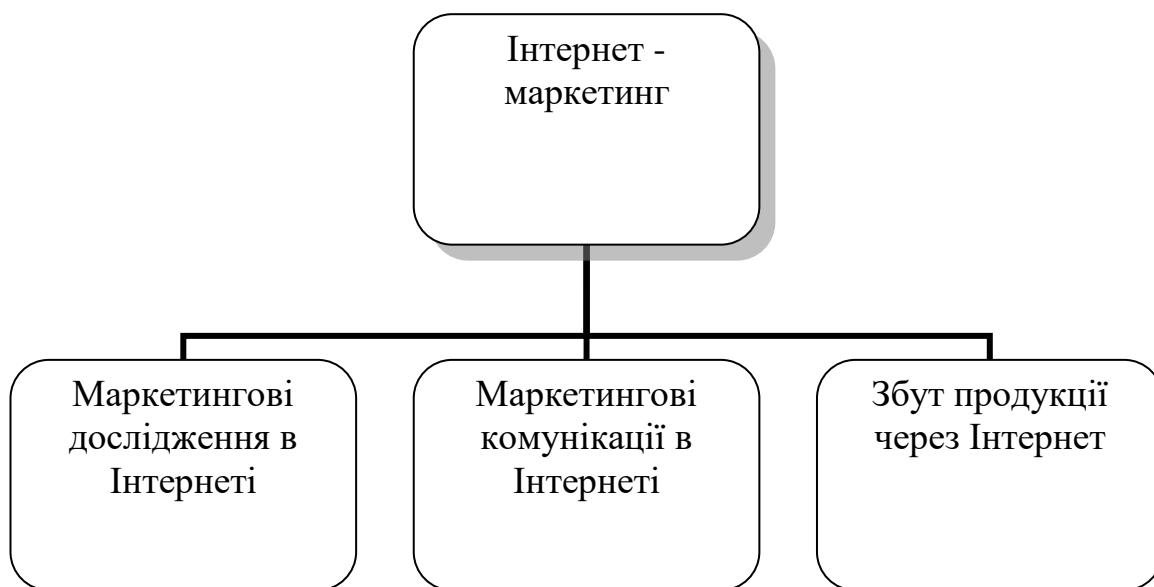 Інтернет -
маркетинг
Маркетингові
дослідження в
Інтернеті
Маркетингові
комунікації в
Інтернеті
Збут продукції
через Інтернет